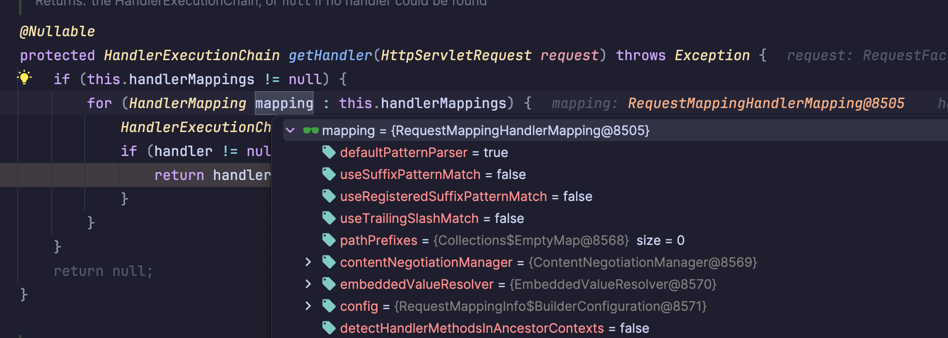 Returns: the HandlerExecutionChain, or null if no handler could be found
@Nullable
protected HandlerExecutionChain getHandler(HttpServletRequest request) throws Exception { request: RequestFac
if (this.handlerMappings != null) {
for (HandlerMapping mapping : this.handlerMappings) { mapping: RequestMappingHandlerMapping@8505 ha
HandlerExecutionCh
mapping = {RequestMappingHandlerMapping@8505}
if (handler != nul
defaultPatternParser = true
return handler
useSuffixPatternMatch = false
}
useRegisteredSuffixPatternMatch = false
}
useTrailingSlashMatch = false
}
pathPrefixes = {Collections$EmptyMap@8568} size = 0
return null;
contentNegotiationManager = {ContentNegotiationManager@8569}
}
embeddedValueResolver = {EmbeddedValueResolver@8570}
config = {RequestMappingInfo$BuilderConfiguration@8571}
detectHandlerMethodsInAncestorContexts = false